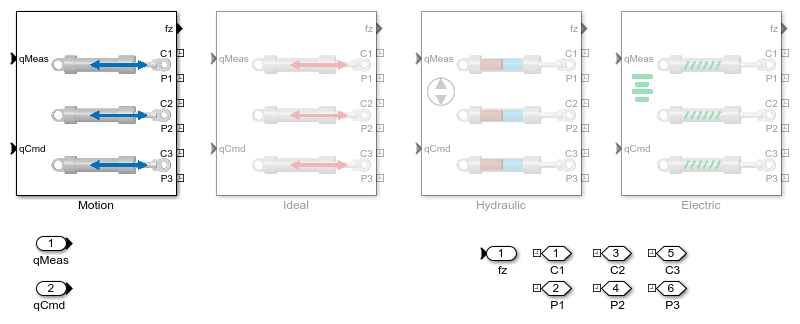 fz
qMeas
C1
P1
C2
P2
qCmd
C3
P3
Motion
fz
qMeas
C1
P1
C2
P2
qCmd
C3
P3
Ideal
fz
qMeas
C1
P1
C2
P2
qCmd
C3
P3
Hydraulic
fz
qMeas
C1
P1
C2
P2
qCmd
C3
P3
Electric
1
qMeas
2
qCmd
1
fz
1
C1
3
C2
5
C3
2
P1
4
P2
6
P3